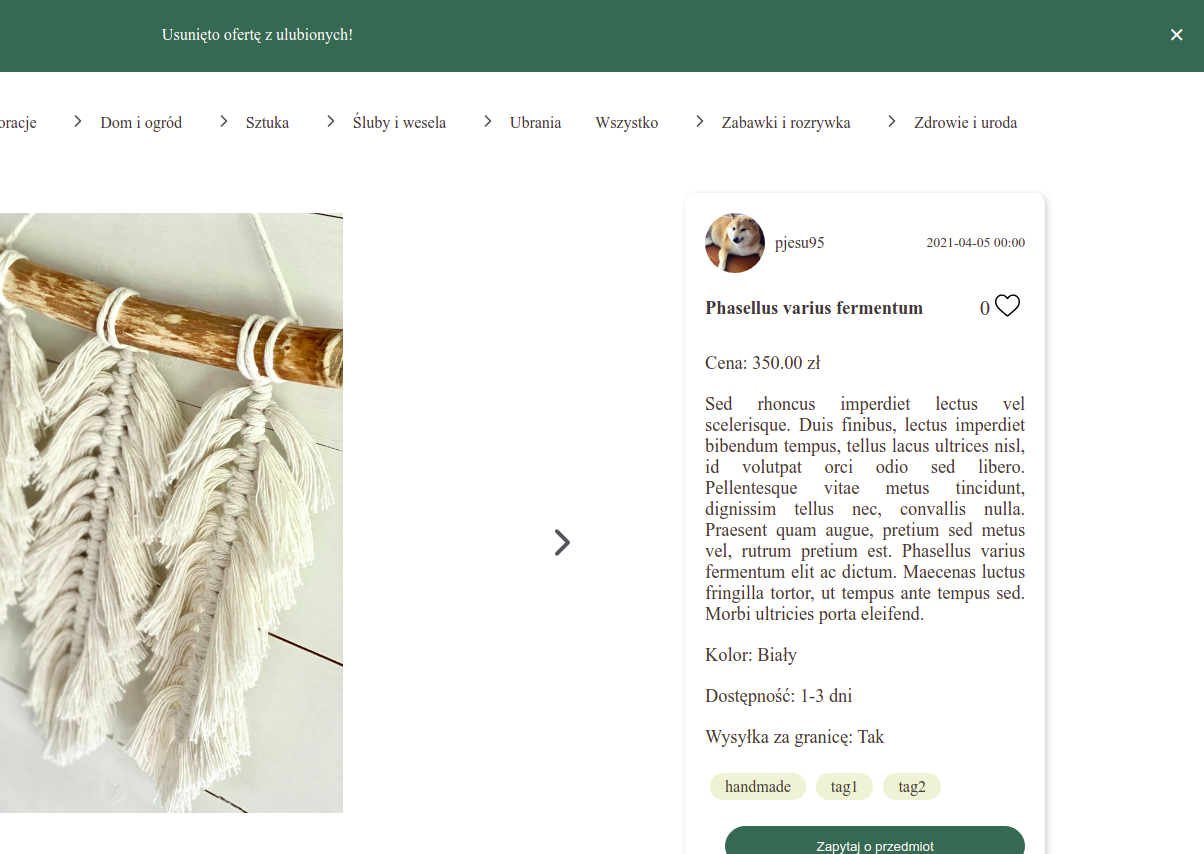 Usunięto ofertę z ulubionych!
oracje Dom i ogród Sztuka Śluby i wesela Ubrania Wszystko Zabawki i rozrywka Zdrowie i uroda
pjesu95 2021-04-05 00:00
Phasellus varius fermentum 0
Cena: 350.00 zł
Sed rhoncus imperdiet lectus vel
scelerisque. Duis finibus, lectus imperdiet
bibendum tempus, tellus lacus ultrices nisl,
id volutpat orci odio sed libero.
Pellentesque vitae metus tincidunt,
dignissim tellus nec, convallis nulla.
Praesent quam augue, pretium sed metus
vel, rutrum pretium est. Phasellus varius
fermentum elit ac dictum. Maecenas luctus
fringilla tortor, ut tempus ante tempus sed.
Morbi ultricies porta eleifend.
Kolor: Biały
Dostępność: 1-3 dni
Wysyłka za granicę: Tak
handmade tag1 tag2
Zapytaj o przedmiot